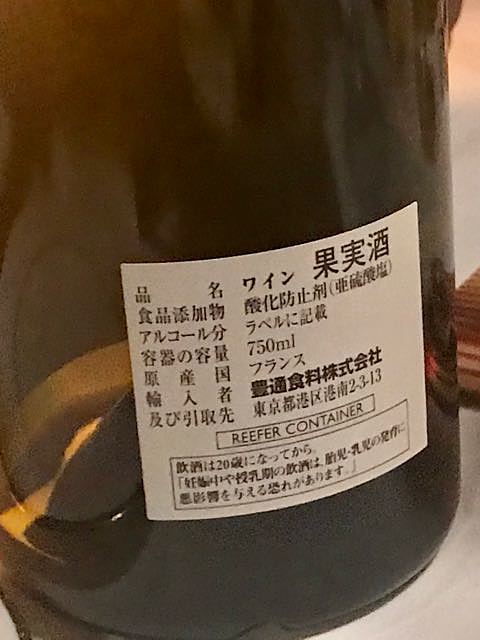 品名 ワイン 果実酒
食品添加物 酸化防止剤(亜硫酸塩)
アルコール分 ラベルに記載
容器の容量 750ml
原産国 フランス
輸入者 豊通食料株式会社
及び引取先 東京都港区港南2-3-13
REEFER CONTAINER
飲酒は20歳になってから。
「妊娠中や授乳期の飲酒は、胎児・乳児の発育に
悪影響を与える恐れがあります。」